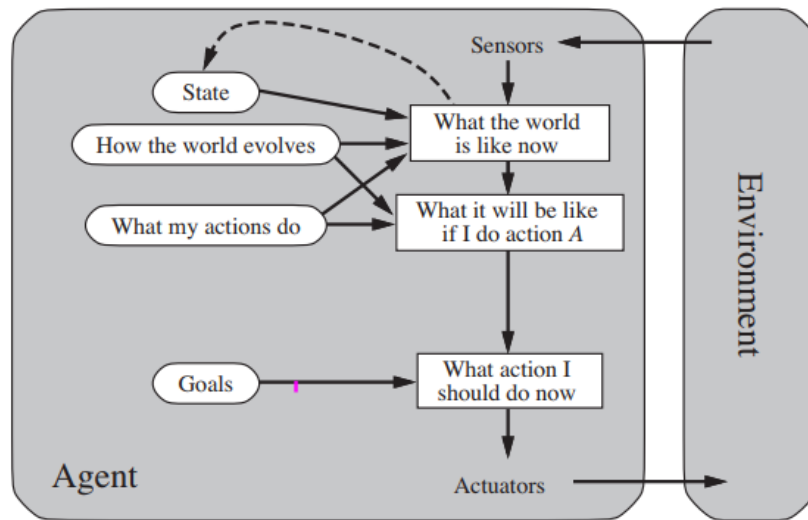 Sensors
State
What the world
is like now
How the world evolves
What my actions do
What it will be like
if I do action A
Goals
What action I
should do now
Agent
Actuators
Environment